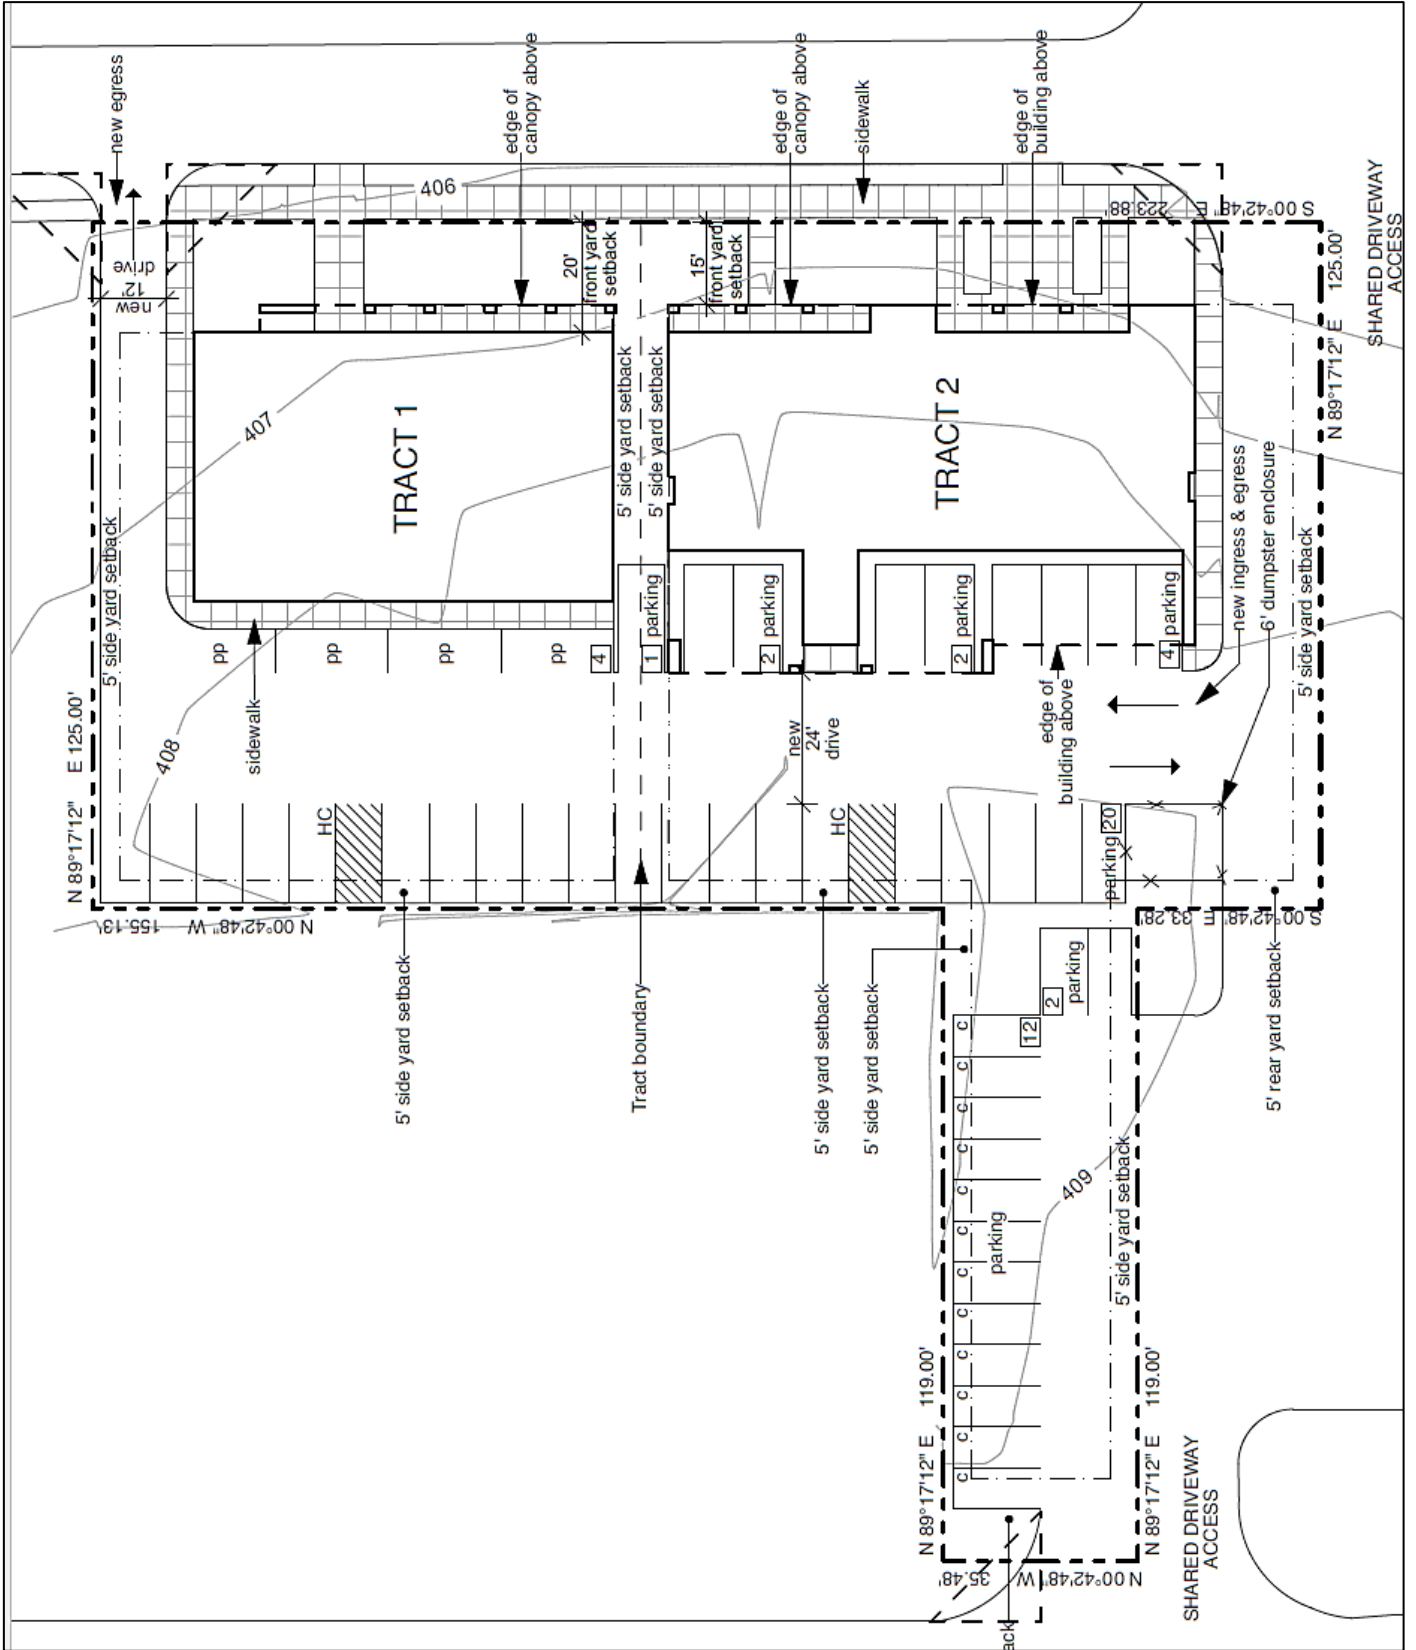 new egress
edge of
canopy above
edge of
canopy above
sidewalk
edge of
building above
406
S 00°42'48" E 223.88'
new
12'
drive
20'
front yard
setback
15'
front yard
setback
125.00'
N 89°17'12" E
SHARED DRIVEWAY
ACCESS
407
TRACT 1
5' side yard setback
5' side yard setback
TRACT 2
5' side yard setback
new ingress & egress
6' dumpster enclosure
5' side yard setback
pp
pp
pp
pp
4
1
parking
2
parking
2
parking
4
parking
N 89°17'12" E 125.00'
408
sidewalk
new
24'
drive
edge of
building above
HC
HC
parking
20
N 00°42'48" W 155.13'
S 00°42'48" E 33.28'
5' side yard setback
Tract boundary
5' side yard setback
5' side yard setback
5' rear yard setback
2
parking
12
c
c
c
c
c
c
c
c
c
c
c
c
parking
409
5' side yard setback
N 89°17'12" E 119.00'
N 89°17'12" E 119.00'
N 00°42'48" W 35.48'
SHARED DRIVEWAY
ACCESS
ack